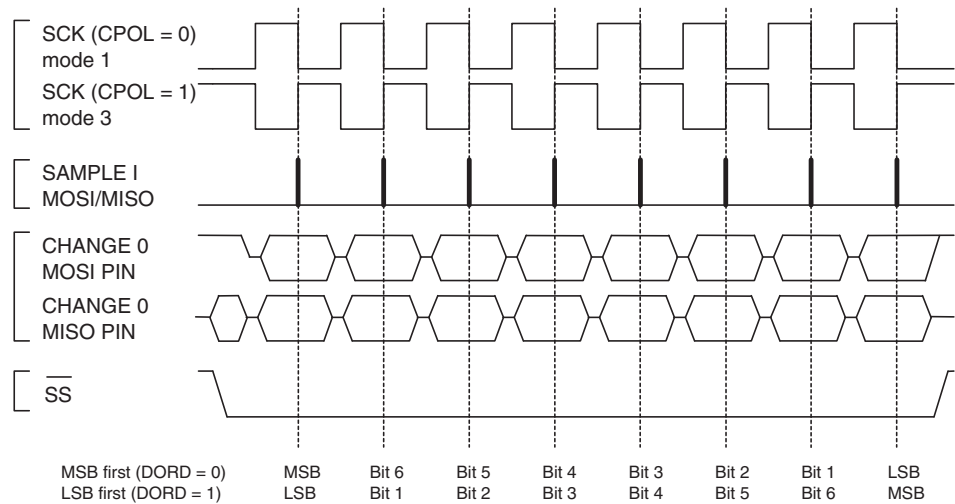 SCK (CPOL = 0)
mode 1
SCK (CPOL = 1)
mode 3
SAMPLE I
MOSI/MISO
CHANGE 0
MOSI PIN
CHANGE 0
MISO PIN
SS
MSB first (DORD = 0) MSB Bit 6 Bit 5 Bit 4 Bit 3 Bit 2 Bit 1 LSB
LSB first (DORD = 1) LSB Bit 1 Bit 2 Bit 3 Bit 4 Bit 5 Bit 6 MSB